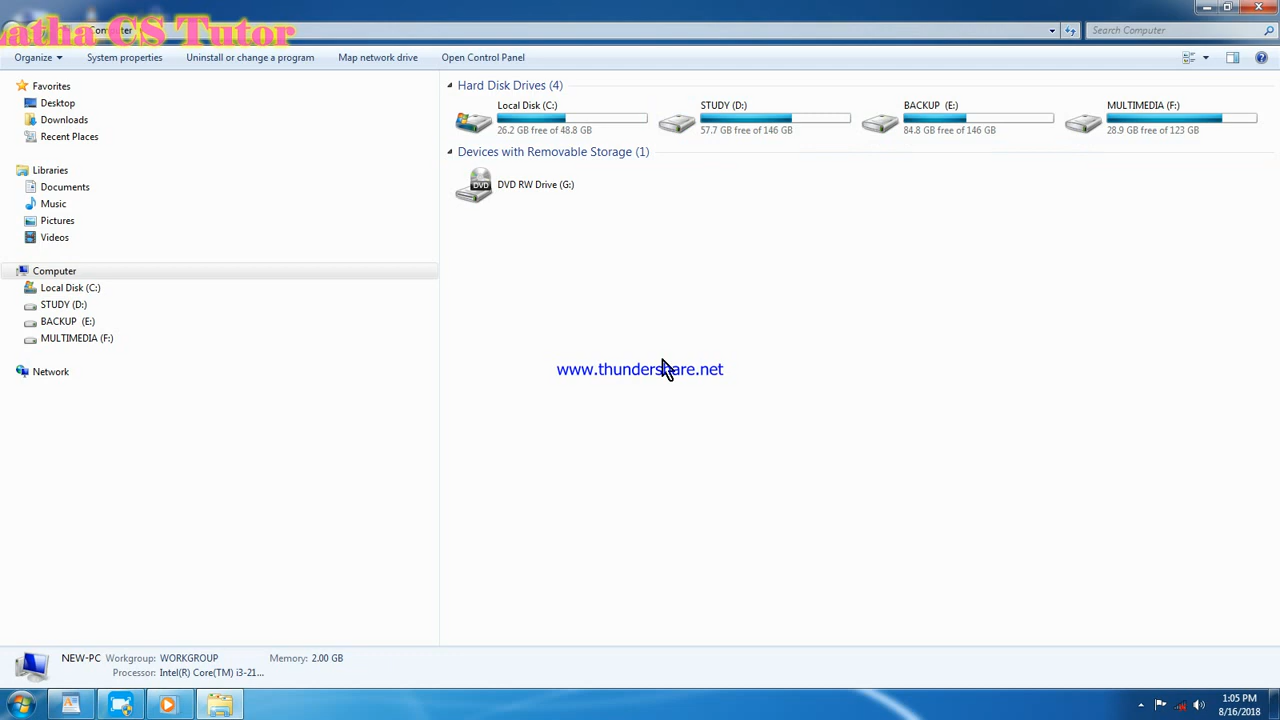 atha CS Tutor
Computer
Search Computer
Organize
System properties
Uninstall or change a program
Map network drive
Open Control Panel
Favorites
Desktop
Downloads
Recent Places
Libraries
Documents
Music
Pictures
Videos
Computer
Local Disk (C:)
STUDY (D:)
BACKUP (E:)
MULTIMEDIA (F:)
Network
Hard Disk Drives (4)
Local Disk (C:)
26.2 GB free of 48.8 GB
STUDY (D:)
57.7 GB free of 146 GB
BACKUP (E:)
84.8 GB free of 146 GB
MULTIMEDIA (F:)
28.9 GB free of 123 GB
Devices with Removable Storage (1)
DVD
DVD RW Drive (G:)
www.thundershare.net
NEW-PC Workgroup: WORKGROUP Memory: 2.00 GB
Processor: Intel(R) Core(TM) i3-21...
1:05 PM
8/16/2018